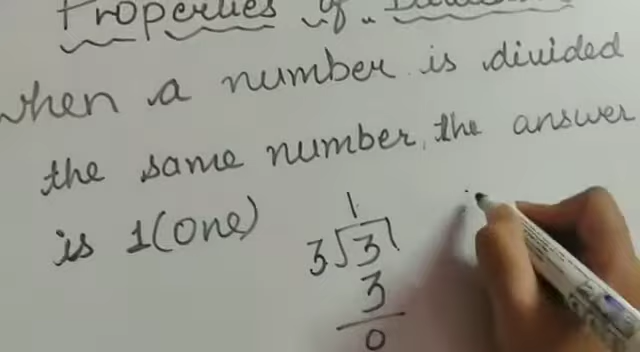 Properties of
when a number is divided
the same number, the answer
is 1(one)
1
3)3(
3
0